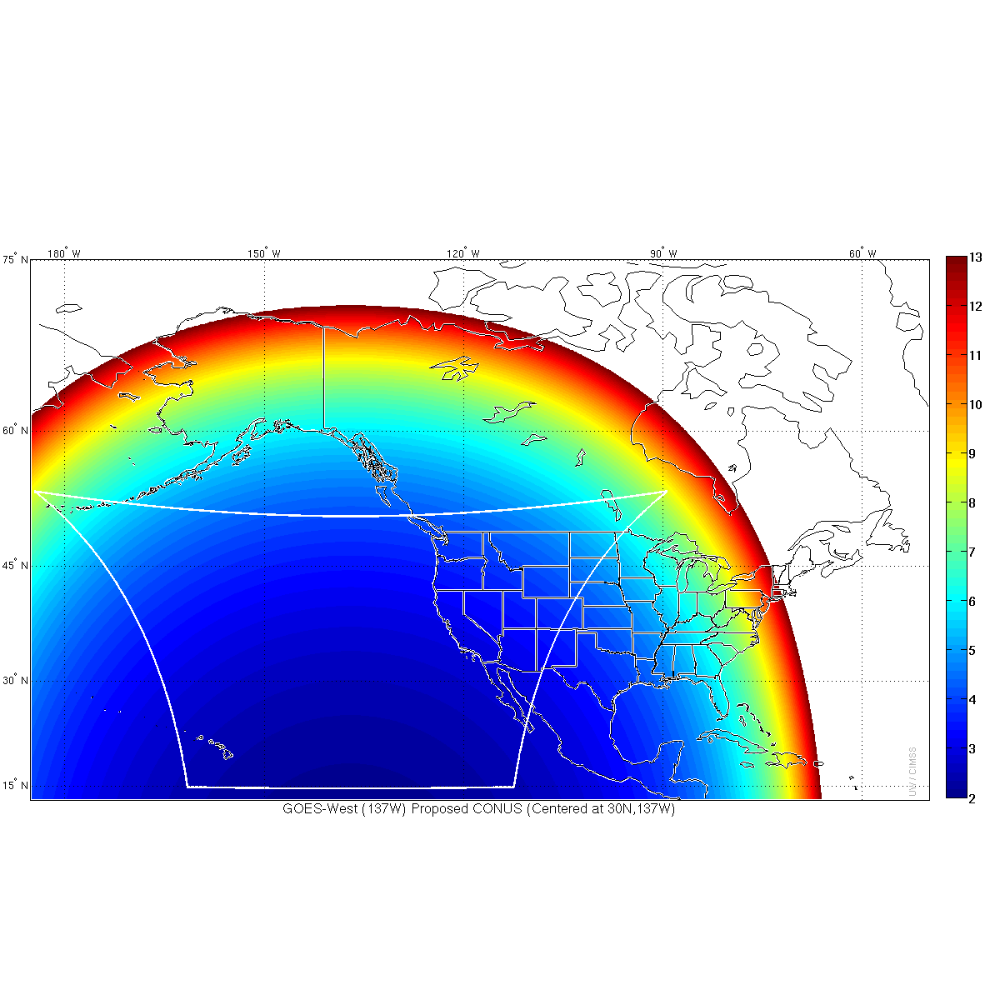 180° W 150° W 120° W 90° W 60° W
75° N
60° N
45° N
30° N
15° N
13
12
11
10
9
8
7
6
5
4
3
2
UW / CIMSS
GOES-West (137W) Proposed CONUS (Centered at 30N,137W)